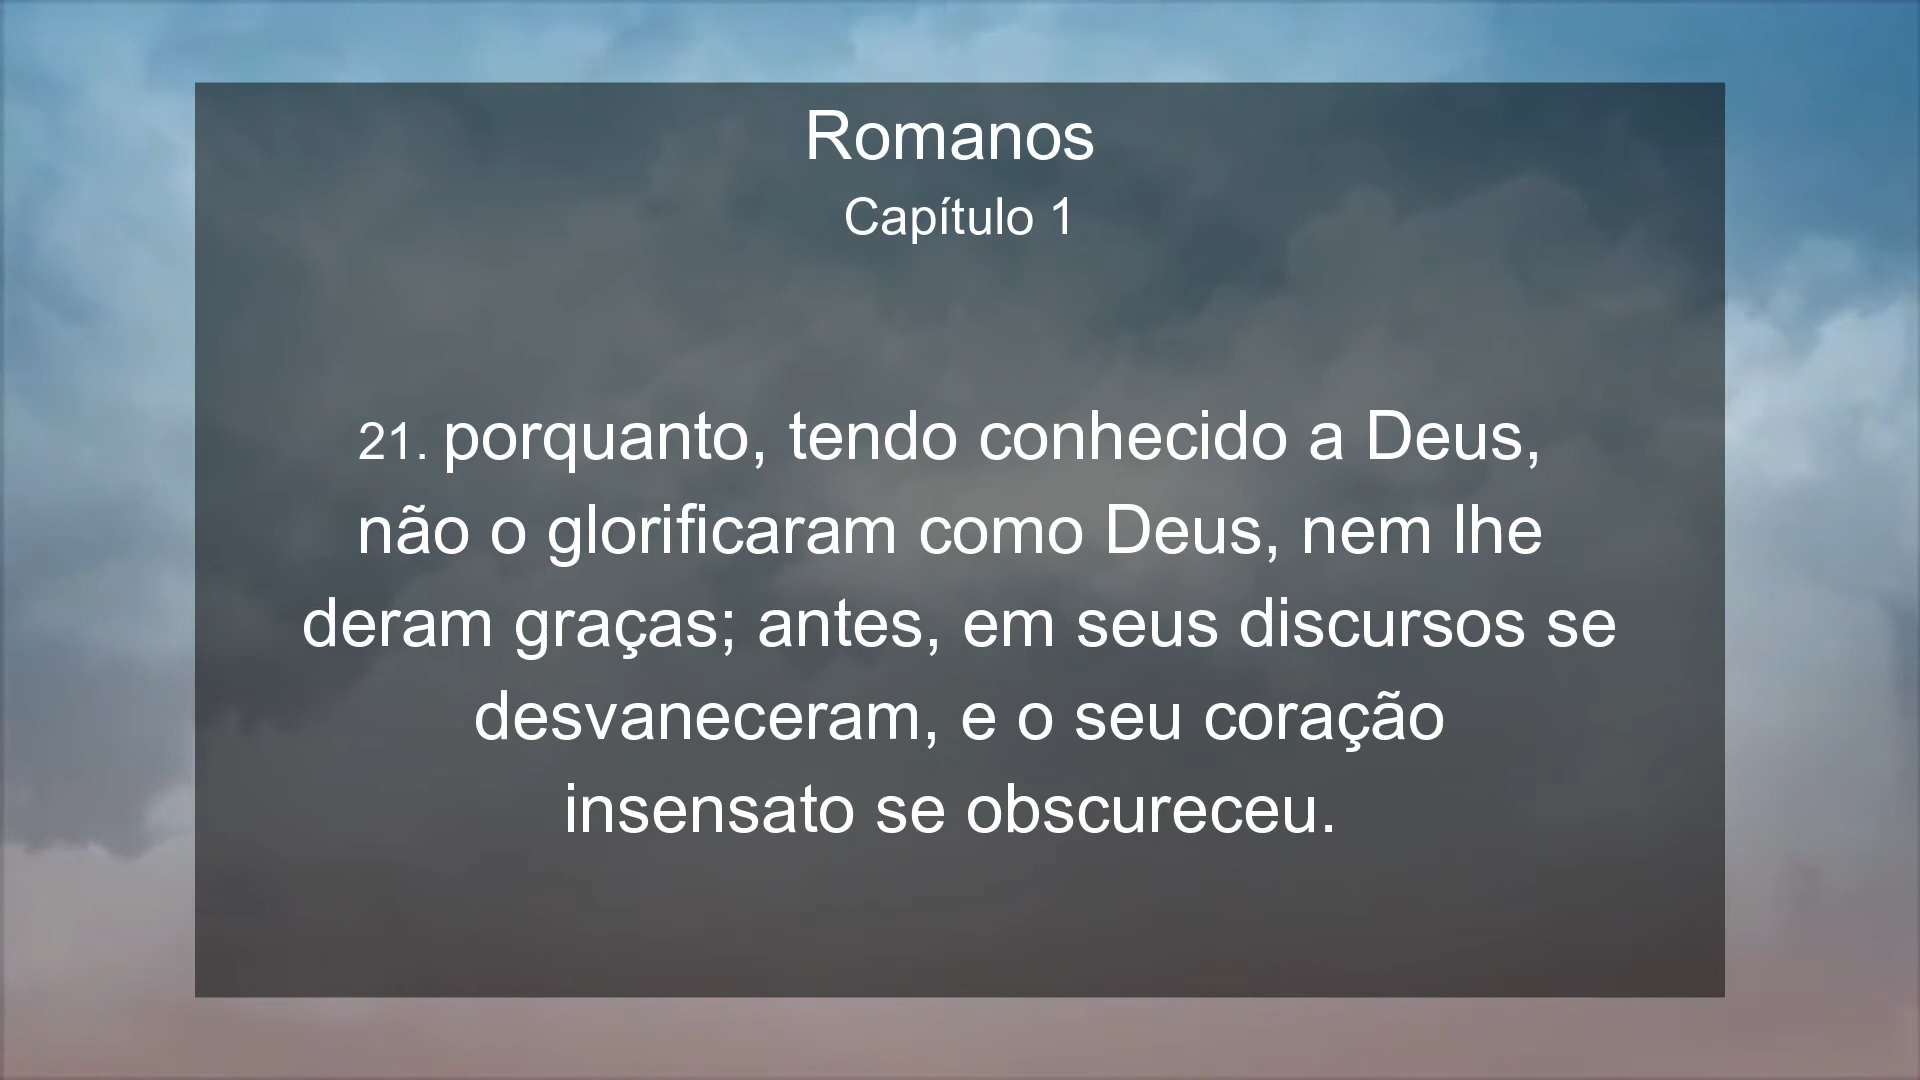 Romanos
Capítulo 1
21. porquanto, tendo conhecido a Deus,
não o glorificaram como Deus, nem lhe
deram graças; antes, em seus discursos se
desvaneceram, e o seu coração
insensato se obscureceu.